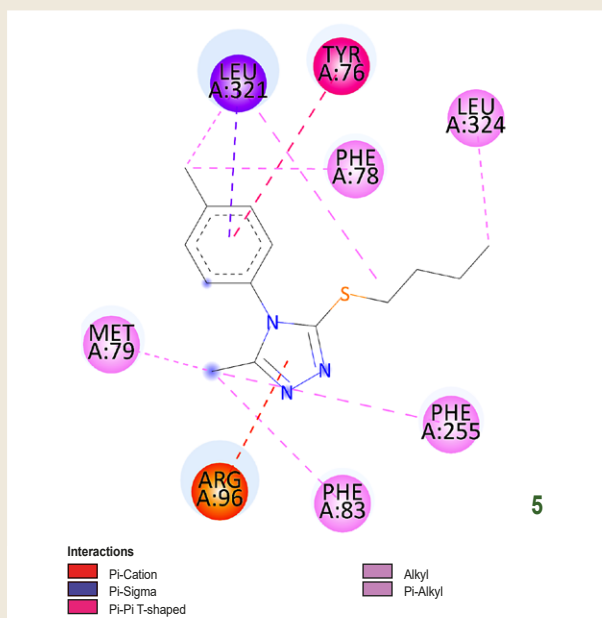 TYR
A:76
LEU
A:321
LEU
A:324
PHE
A:78
S
N
N
N
MET
A:79
PHE
A:255
ARG
A:96
PHE
A:83
5
Interactions
Pi-Cation
Pi-Sigma
Pi-Pi T-shaped
Alkyl
Pi-Alkyl